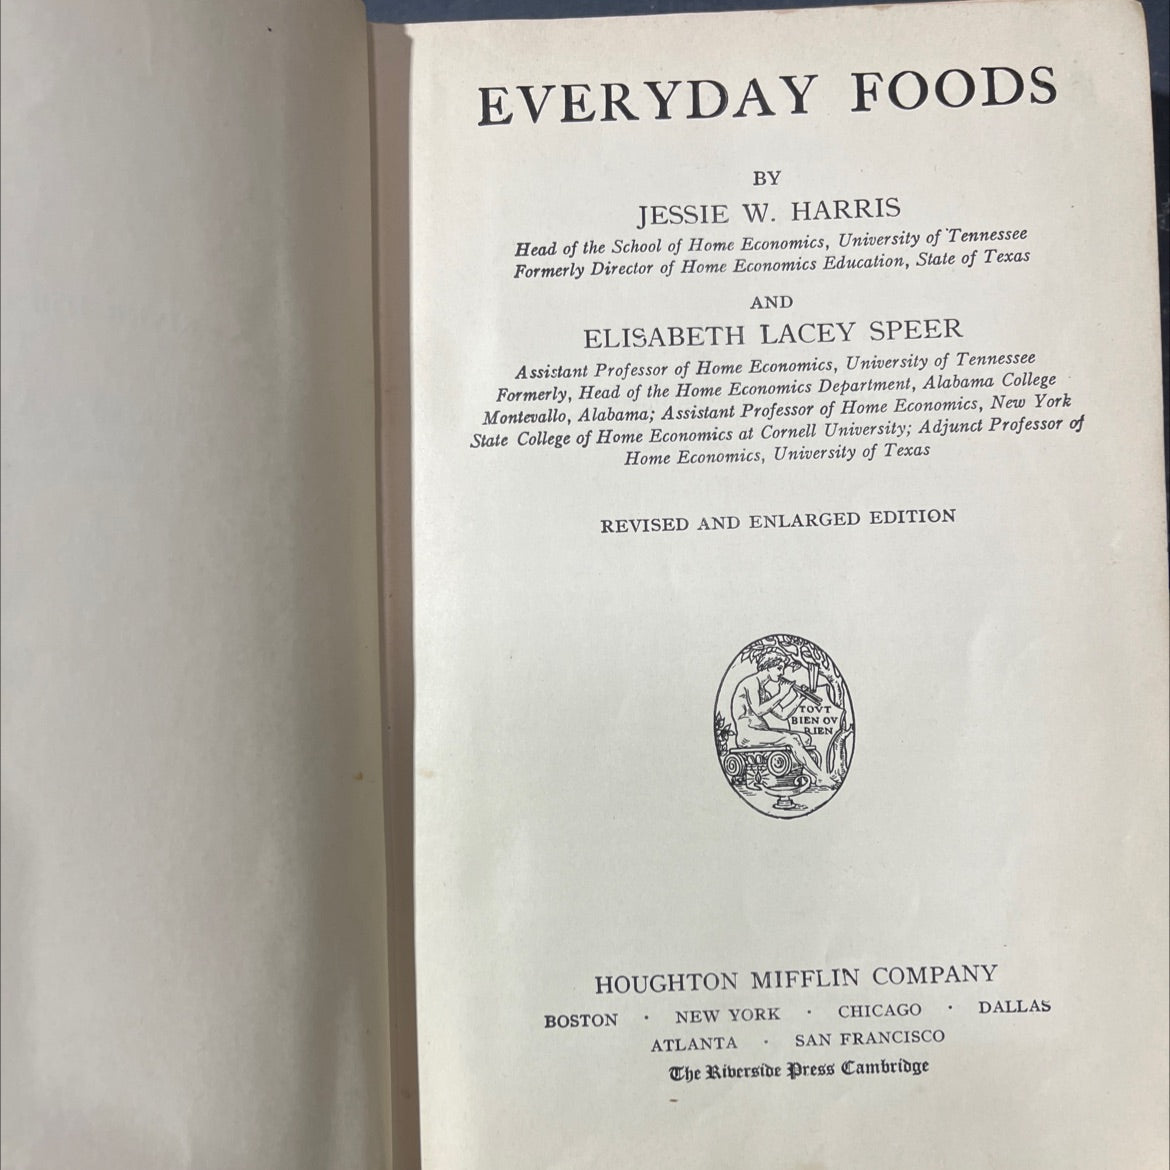 EVERYDAY FOODS
BY
JESSIE W. HARRIS
Head of the School of Home Economics, University of Tennessee
Formerly Director of Home Economics Education, State of Texas
AND
ELISABETH LACEY SPEER
Assistant Professor of Home Economics, University of Tennessee
Formerly, Head of the Home Economics Department, Alabama College
Montevallo, Alabama; Assistant Professor of Home Economics, New York
State College of Home Economics at Cornell University; Adjunct Professor of
Home Economics, University of Texas
REVISED AND ENLARGED EDITION
TOVT
BIEN OV
RIEN
HOUGHTON MIFFLIN COMPANY
BOSTON · NEW YORK · CHICAGO · DALLAS
ATLANTA · SAN FRANCISCO
The Riverside Press Cambridge